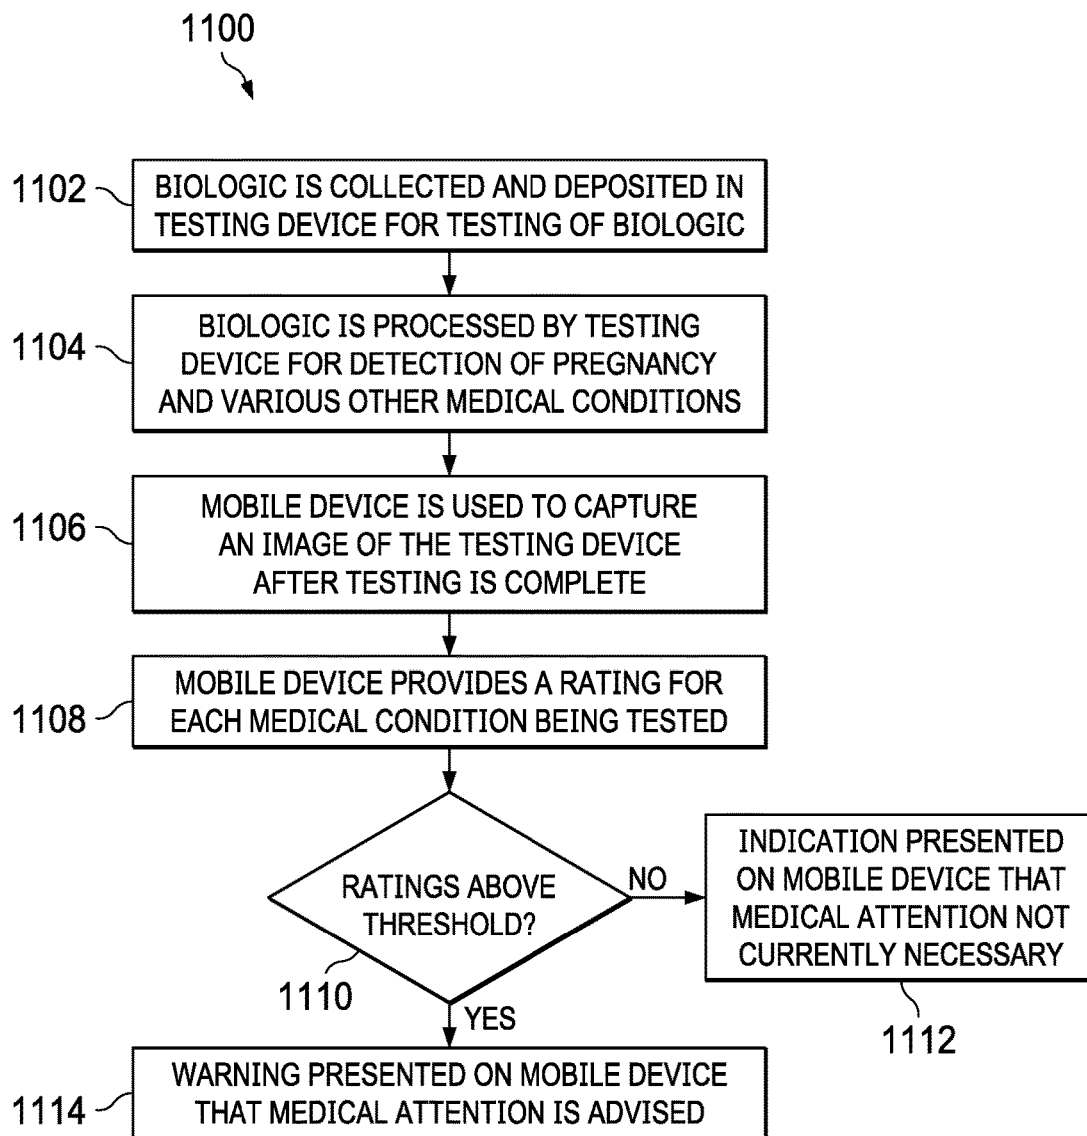 1100
1102
BIOLOGIC IS COLLECTED AND DEPOSITED IN
TESTING DEVICE FOR TESTING OF BIOLOGIC
1104
BIOLOGIC IS PROCESSED BY TESTING
DEVICE FOR DETECTION OF PREGNANCY
AND VARIOUS OTHER MEDICAL CONDITIONS
1106
MOBILE DEVICE IS USED TO CAPTURE
AN IMAGE OF THE TESTING DEVICE
AFTER TESTING IS COMPLETE
1108
MOBILE DEVICE PROVIDES A RATING FOR
EACH MEDICAL CONDITION BEING TESTED
RATINGS ABOVE
THRESHOLD?
1110
NO
INDICATION PRESENTED
ON MOBILE DEVICE THAT
MEDICAL ATTENTION NOT
CURRENTLY NECESSARY
1112
YES
1114
WARNING PRESENTED ON MOBILE DEVICE
THAT MEDICAL ATTENTION IS ADVISED